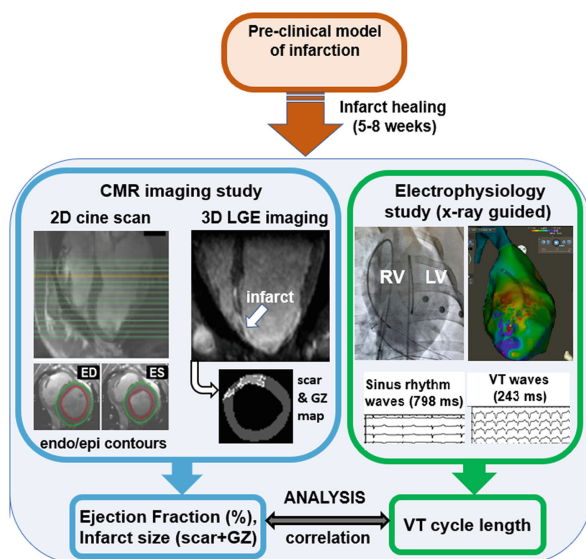 Pre-clinical model
of infarction
Infarct healing
(5-8 weeks)
CMR imaging study
2D cine scan
3D LGE imaging
infarct
ED
ES
endo/epi contours
scar
& GZ
map
Electrophysiology
study (x-ray guided)
RV
LV
Sinus rhythm
waves (798 ms)
VT waves
(243 ms)
Ejection Fraction (%),
Infarct size (scar+GZ)
ANALYSIS
correlation
VT cycle length